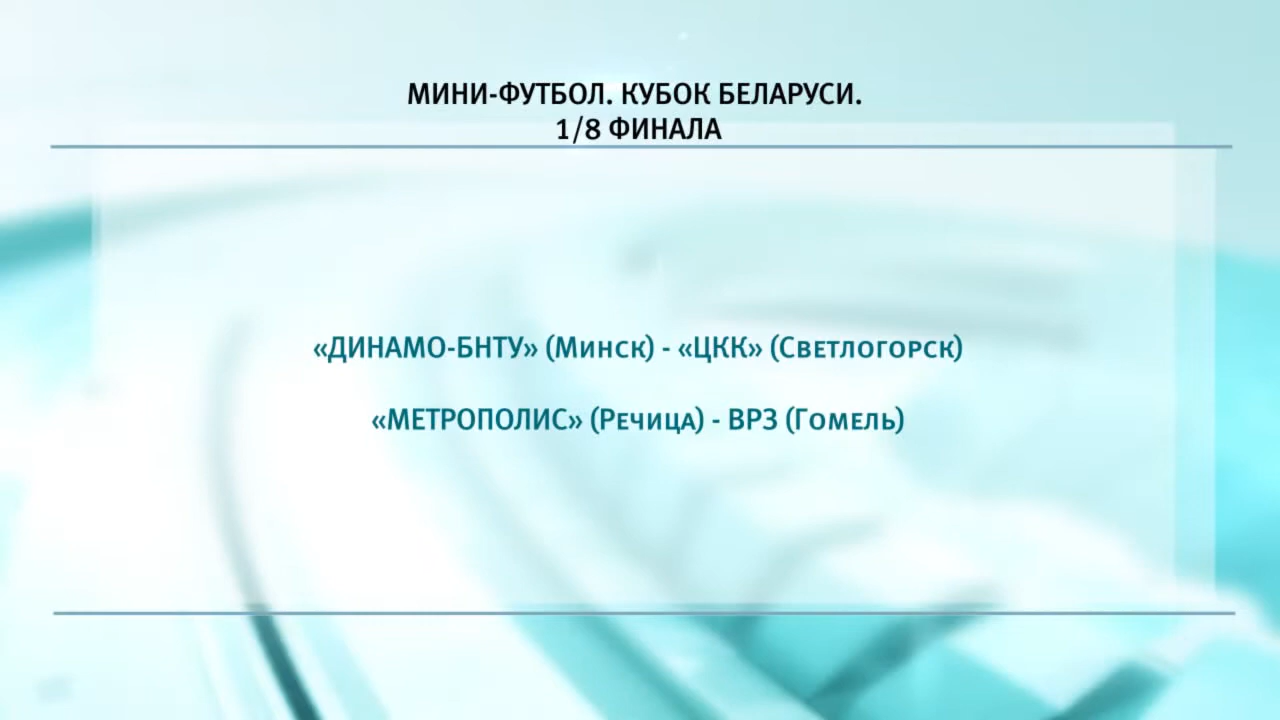 МИНИ-ФУТБОЛ. КУБОК БЕЛАРУСИ.
1/8 ФИНАЛА
«ДИНАМО-БНТУ» (Минск) - «ЦКК» (Светлогорск)
«МЕТРОПОЛИС» (Речица) - ВРЗ (Гомель)